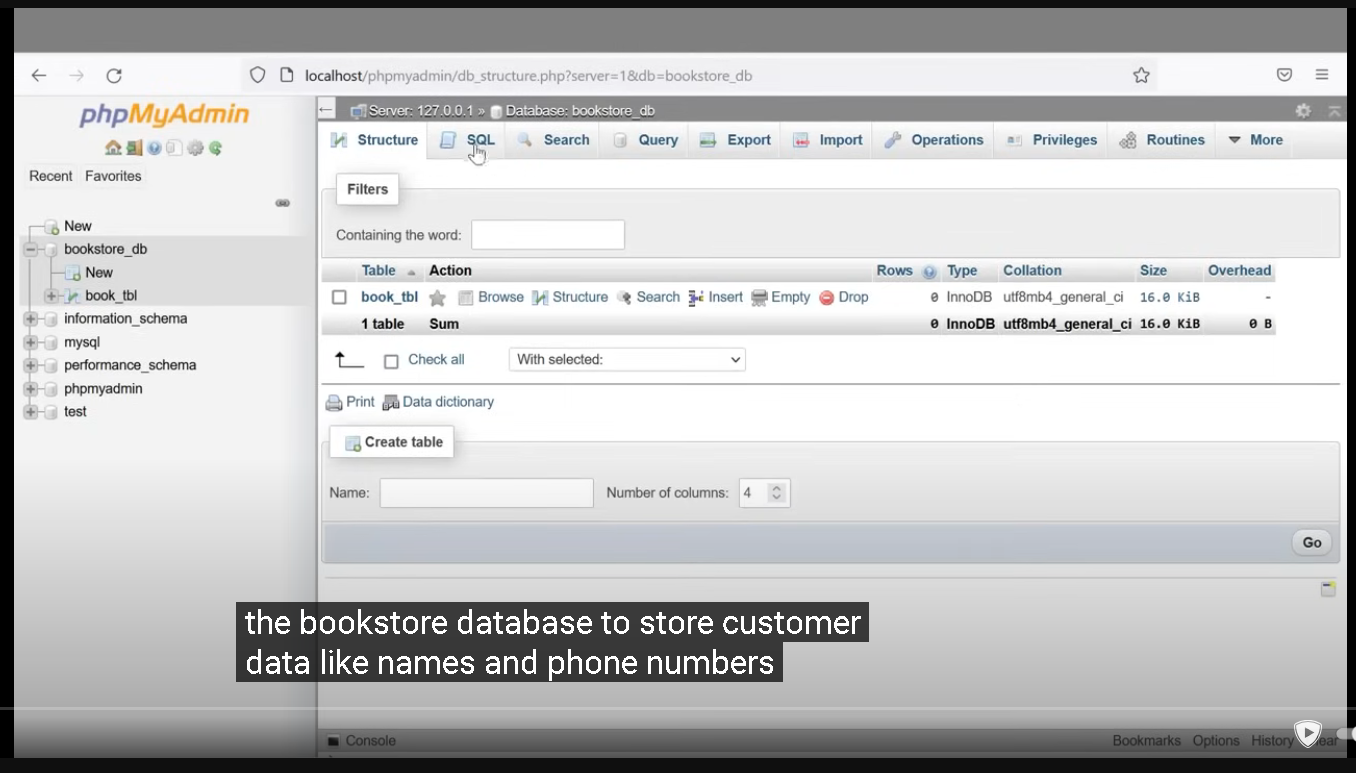 localhost/phpmyadmin/db_structure.php?server=1&db=bookstore_db
phpMyAdmin
Server: 127.0.0.1 » Database: bookstore_db
Structure SQL Search Query Export Import Operations Privileges Routines More
Recent Favorites
Filters
New
Containing the word:
bookstore_db
Table Action Rows Type Collation Size Overhead
New
book_tbl
book_tbl Browse Structure Search Insert Empty Drop 0 InnoDB utf8mb4_general_ci 16.0 KiB -
information_schema
1 table Sum 0 InnoDB utf8mb4_general_ci 16.0 KiB 0 B
mysql
performance_schema
Check all With selected:
phpmyadmin
test
Print Data dictionary
Create table
Name: Number of columns: 4
Go
the bookstore database to store customer
data like names and phone numbers
Console Bookmarks Options History